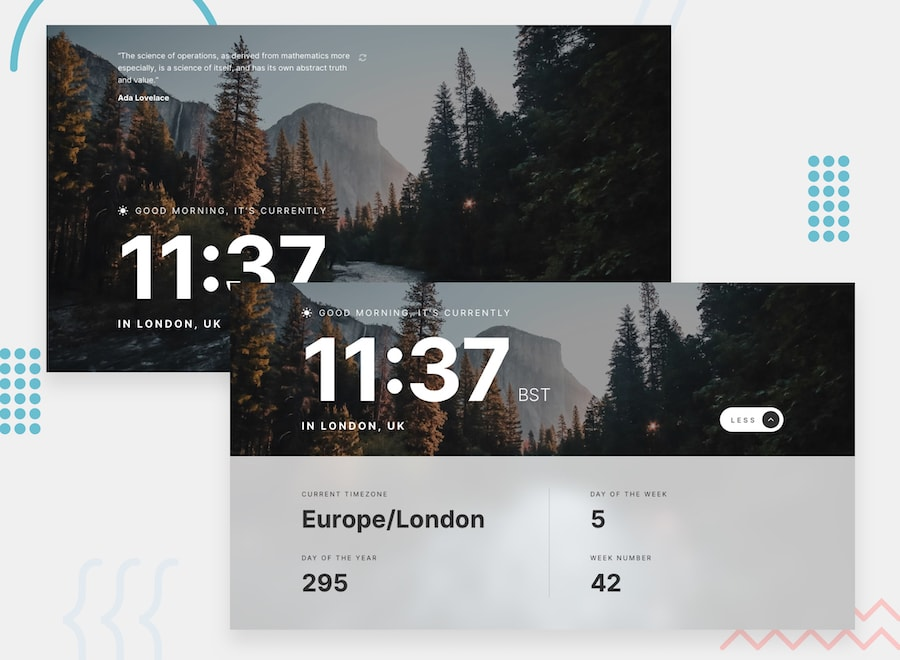 "The science of operations, as derived from mathematics more
especially, is a science of itself, and has its own abstract truth
and value."
Ada Lovelace
GOOD MORNING, IT'S CURRENTLY
11:37
IN LONDON, UK
GOOD MORNING, IT'S CURRENTLY
11:37 BST
IN LONDON, UK
LESS
CURRENT TIMEZONE
Europe/London
DAY OF THE YEAR
295
DAY OF THE WEEK
5
WEEK NUMBER
42